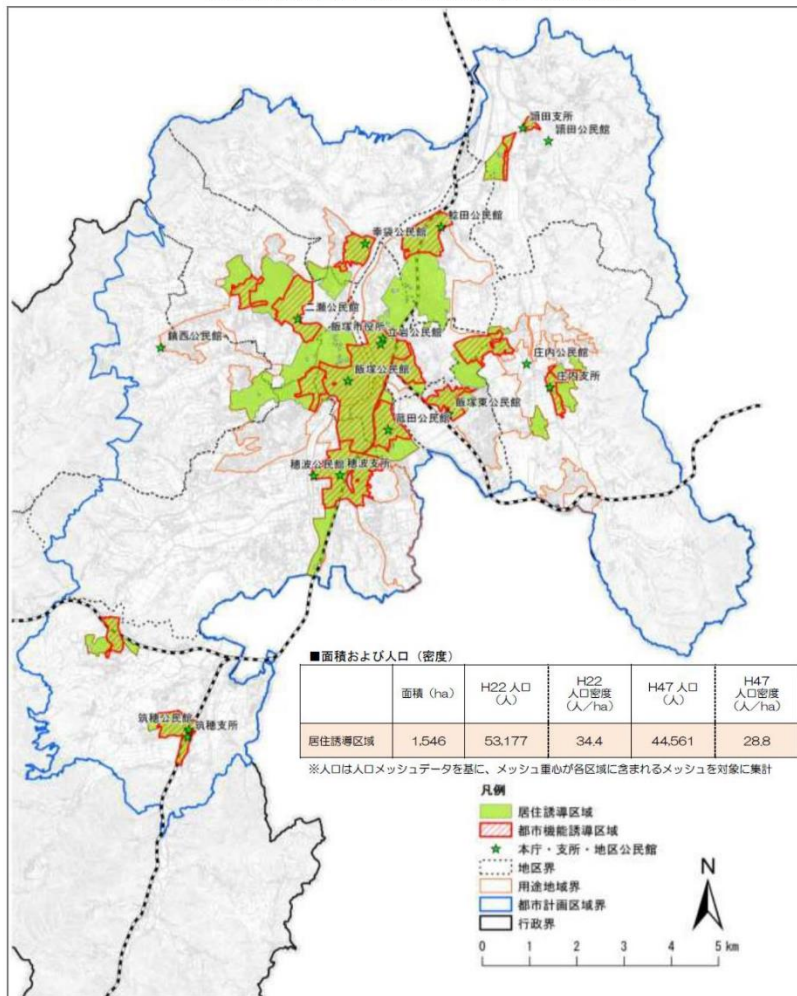 頴田支所
頴田公民館
鯰田公民館
幸袋公民館
二瀬公民館
飯塚市役所
立岩公民館
鎮西公民館
飯塚公民館
庄内公民館
庄内支所
飯塚東公民館
菰田公民館
穂波公民館
穂波支所
■面積および人口（密度）
面積（ha）
H22 人口
（人）
H22
人口密度
（人／ha）
H47 人口
（人）
H47
人口密度
（人／ha）
居住誘導区域
1,546
53,177
34.4
44,561
28.8
※人口は人口メッシュデータを基に、メッシュ重心が各区域に含まれるメッシュを対象に集計
筑穂公民館
筑穂支所
凡例
居住誘導区域
都市機能誘導区域
本庁・支所・地区公民館
地区界
用途地域界
都市計画区域界
行政界
N
0 1 2 3 4 5 km